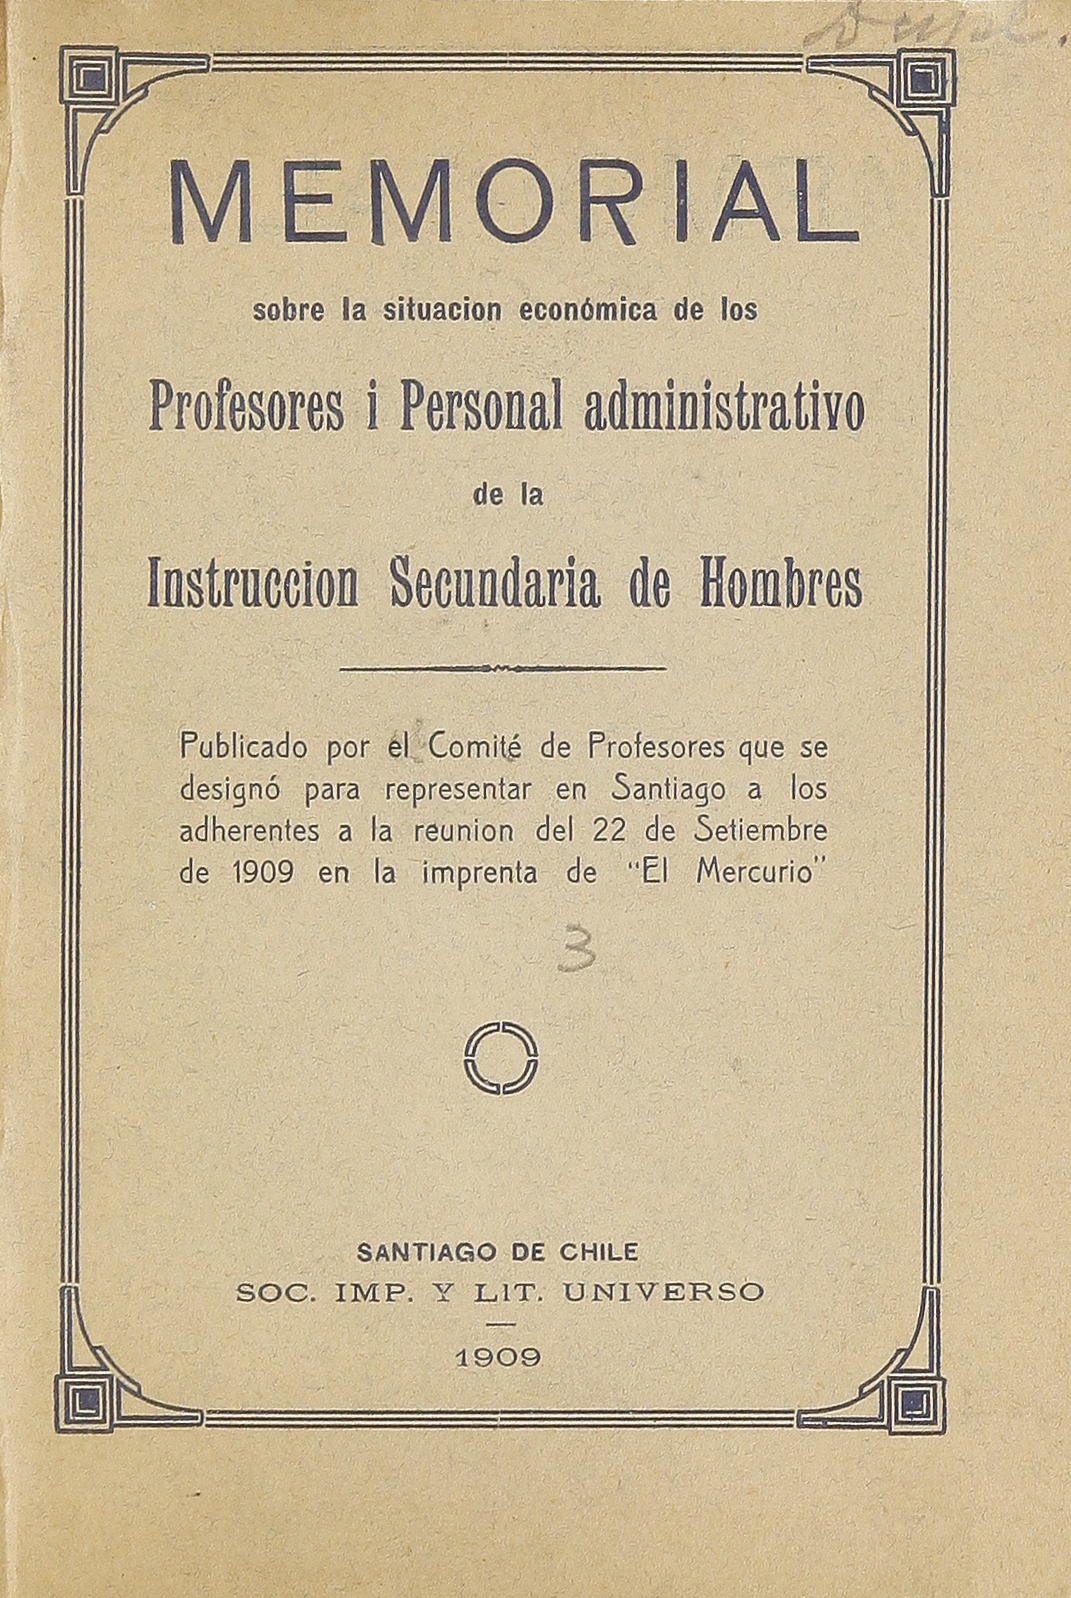 Dupl.
MEMORIAL
sobre la situacion económica de los
Profesores i Personal administrativo
de la
Instruccion Secundaria de Hombres
Publicado por el Comité de Profesores que se
designó para representar en Santiago a los
adherentes a la reunion del 22 de Setiembre
de 1909 en la imprenta de “El Mercurio”
3
SANTIAGO DE CHILE
SOC. IMP. Y LIT. UNIVERSO
1909